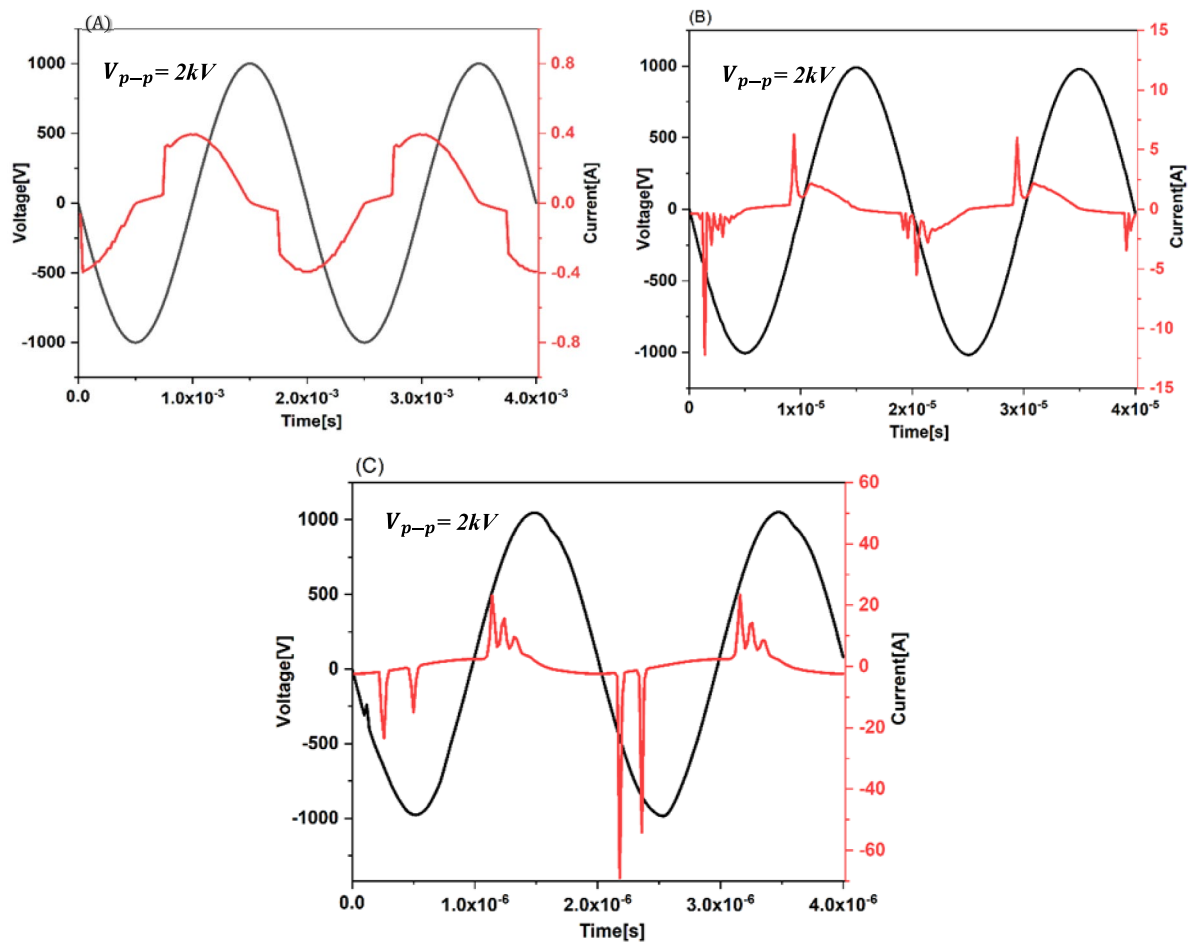 (A)
V_{p-p} = 2kV
Voltage[V]
1000
500
0
-500
-1000
Current[A]
0.8
0.4
0.0
-0.4
-0.8
0.0
1.0x10^-3
2.0x10^-3
3.0x10^-3
4.0x10^-3
Time[s]
(B)
V_{p-p} = 2kV
Voltage[V]
1000
500
0
-500
-1000
Current[A]
15
10
5
0
-5
-10
-15
0
1x10^-5
2x10^-5
3x10^-5
4x10^-5
Time[s]
(C)
V_{p-p} = 2kV
Voltage[V]
1000
500
0
-500
-1000
Current[A]
60
40
20
0
-20
-40
-60
0.0
1.0x10^-6
2.0x10^-6
3.0x10^-6
4.0x10^-6
Time[s]